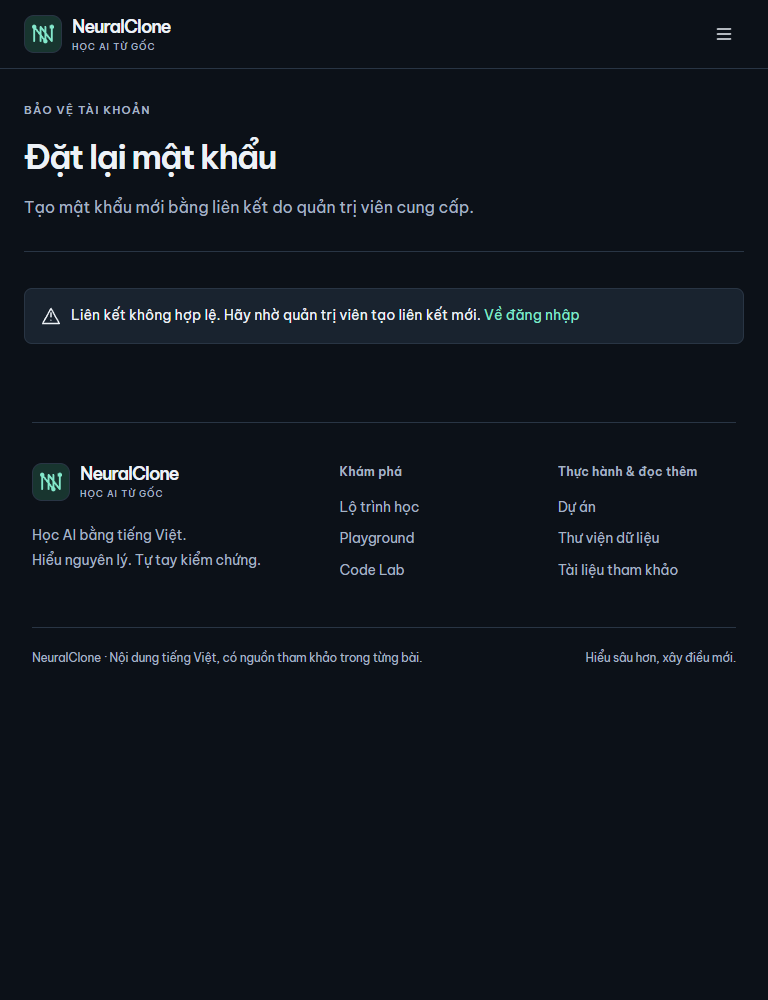 NeuralClone
HỌC AI TỪ GỐC
BẢO VỆ TÀI KHOẢN
Đặt lại mật khẩu
Tạo mật khẩu mới bằng liên kết do quản trị viên cung cấp.
Liên kết không hợp lệ. Hãy nhờ quản trị viên tạo liên kết mới. Về đăng nhập
NeuralClone
HỌC AI TỪ GỐC
Học AI bằng tiếng Việt.
Hiểu nguyên lý. Tự tay kiểm chứng.
Khám phá
Lộ trình học
Playground
Code Lab
Thực hành & đọc thêm
Dự án
Thư viện dữ liệu
Tài liệu tham khảo
NeuralClone · Nội dung tiếng Việt, có nguồn tham khảo trong từng bài.
Hiểu sâu hơn, xây điều mới.